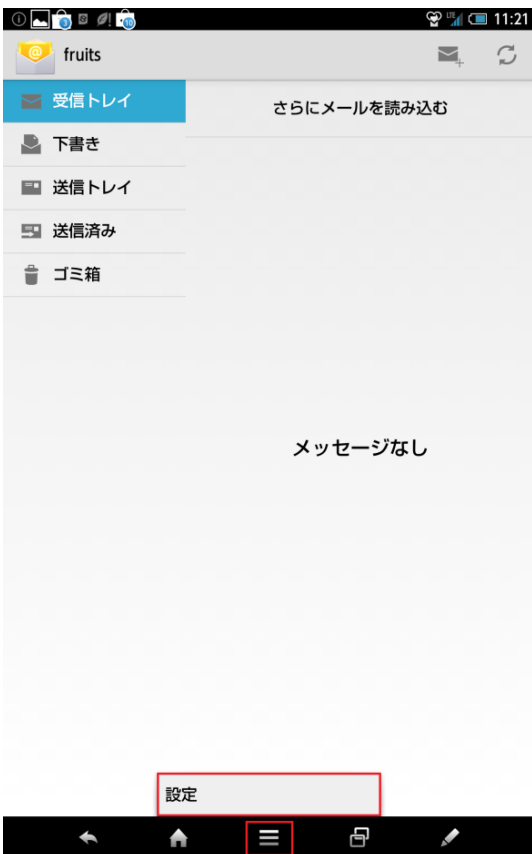 11:21
fruits
受信トレイ
さらにメールを読み込む
下書き
送信トレイ
送信済み
ゴミ箱
メッセージなし
設定